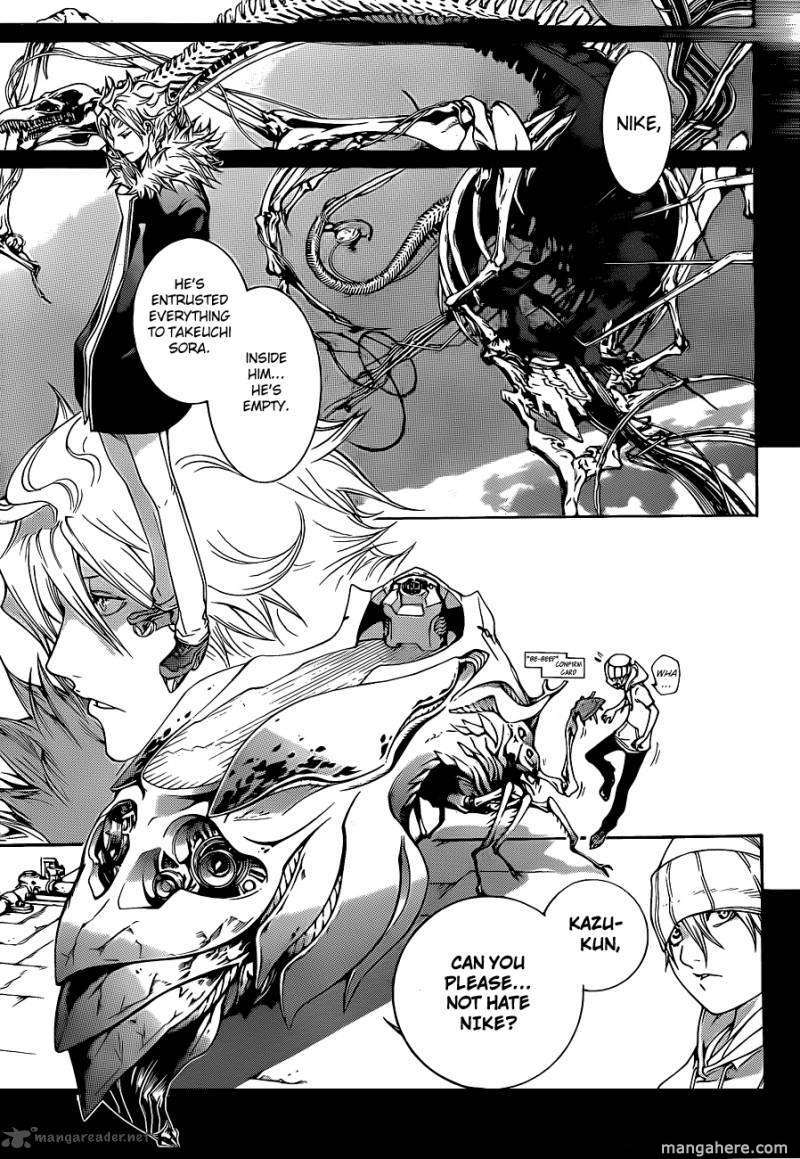 NIKE,
INSIDE
HIM...
HE'S
EMPTY.
HE'S
ENTRUSTED
EVERYTHING
TO TAKEUCHI
SORA.
WHA
...
"BE-BEEF"
CONFIRM
CARD
KAZU-
KUN,
CAN YOU
PLEASE...
NOT HATE
NIKE?
mangareader.net
mangahere.com